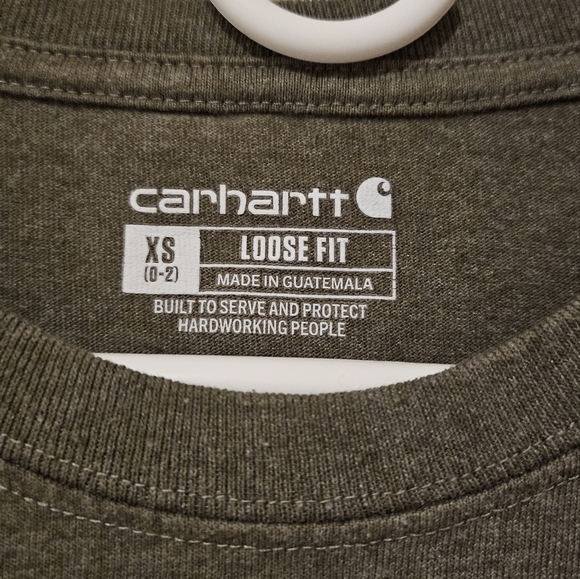 carhartt
XS
(0-2)
LOOSE FIT
MADE IN GUATEMALA
BUILT TO SERVE AND PROTECT
HARDWORKING PEOPLE